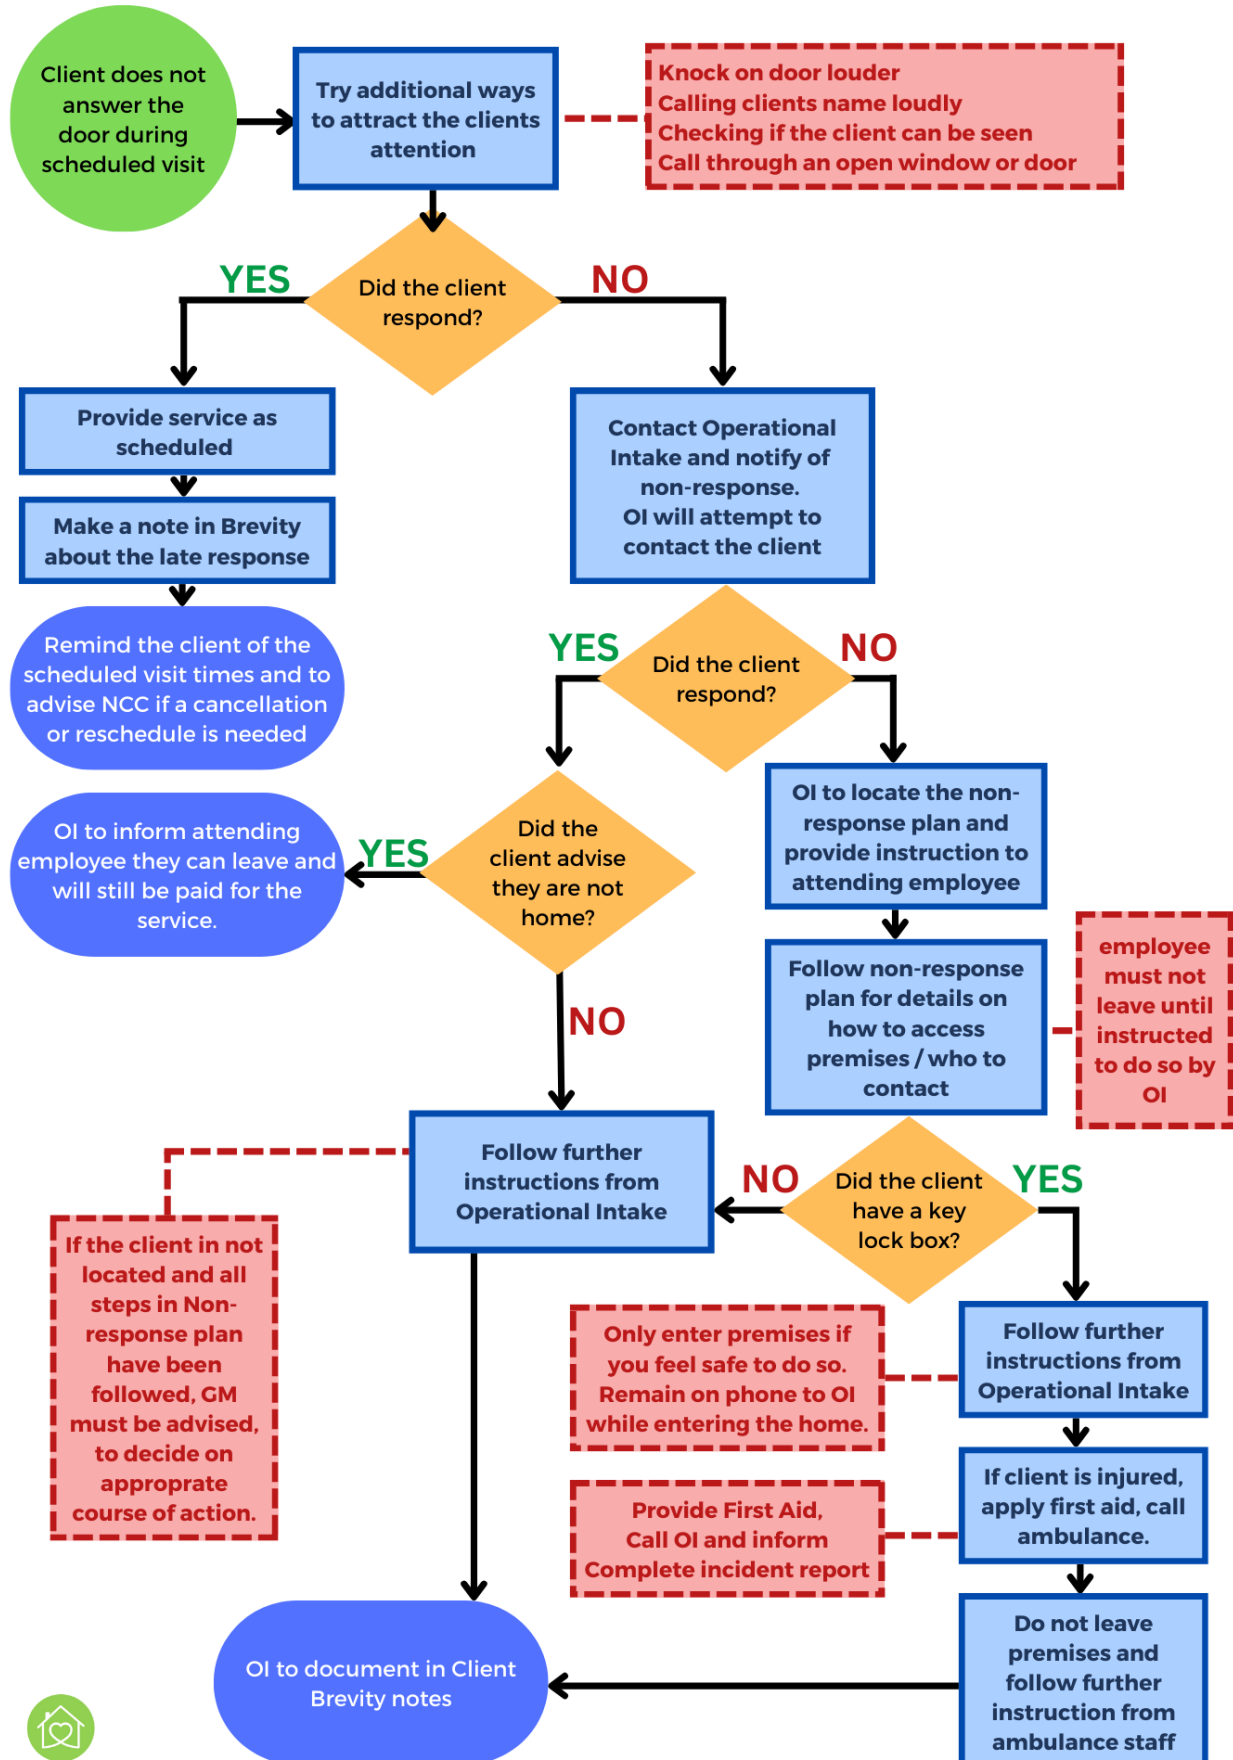 Client does not
answer the
door during
scheduled visit
Try additional ways
to attract the clients
attention
Knock on door louder
Calling clients name loudly
Checking if the client can be seen
Call through an open window or door
Did the client
respond?
YES
NO
Provide service as
scheduled
Make a note in Brevity
about the late response
Remind the client of the
scheduled visit times and to
advise NCC if a cancellation
or reschedule is needed
Contact Operational
Intake and notify of
non-response.
OI will attempt to
contact the client
Did the client
respond?
YES
NO
Did the
client advise
they are not
home?
YES
OI to inform attending
employee they can leave and
will still be paid for the
service.
NO
OI to locate the non-
response plan and
provide instruction to
attending employee
Follow non-response
plan for details on
how to access
premises / who to
contact
employee
must not
leave until
instructed
to do so by
OI
Did the client
have a key
lock box?
NO
YES
Follow further
instructions from
Operational Intake
If the client in not
located and all
steps in Non-
response plan
have been
followed, GM
must be advised,
to decide on
approprate
course of action.
Follow further
instructions from
Operational Intake
Only enter premises if
you feel safe to do so.
Remain on phone to OI
while entering the home.
If client is injured,
apply first aid, call
ambulance.
Provide First Aid,
Call OI and inform
Complete incident report
Do not leave
premises and
follow further
instruction from
ambulance staff
OI to document in Client
Brevity notes